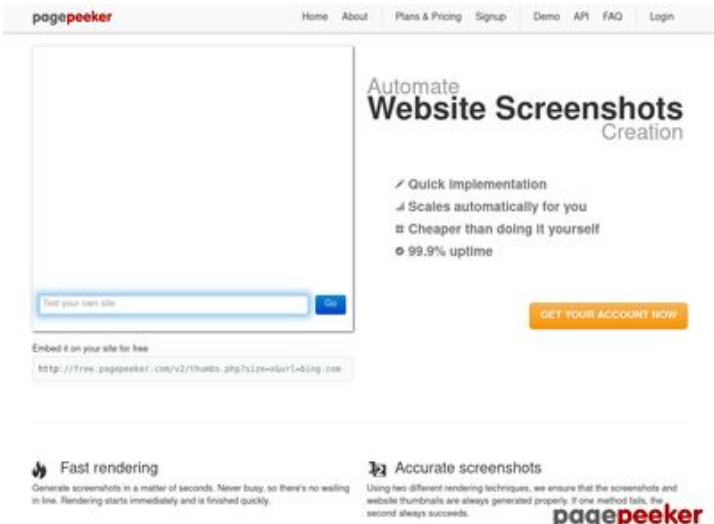 pagepeeker
Home About Plans & Pricing Signup Demo API FAQ Login
Automate
Website Screenshots
Creation
Quick implementation
Scales automatically for you
Cheaper than doing it yourself
99.9% uptime
Test your own site
Go
GET YOUR ACCOUNT NOW
Embed it on your site for free
http://free.pagepeeker.com/v2/thumbs.php?size=x&url=bing.com
Fast rendering
Generate screenshots in a matter of seconds. Never busy, so there's no waiting
in line. Rendering starts immediately and is finished quickly.
Accurate screenshots
Using two different rendering techniques, we ensure that the screenshots and
website thumbnails are always generated properly. If one method fails, the
second always succeeds.
pagepeeker